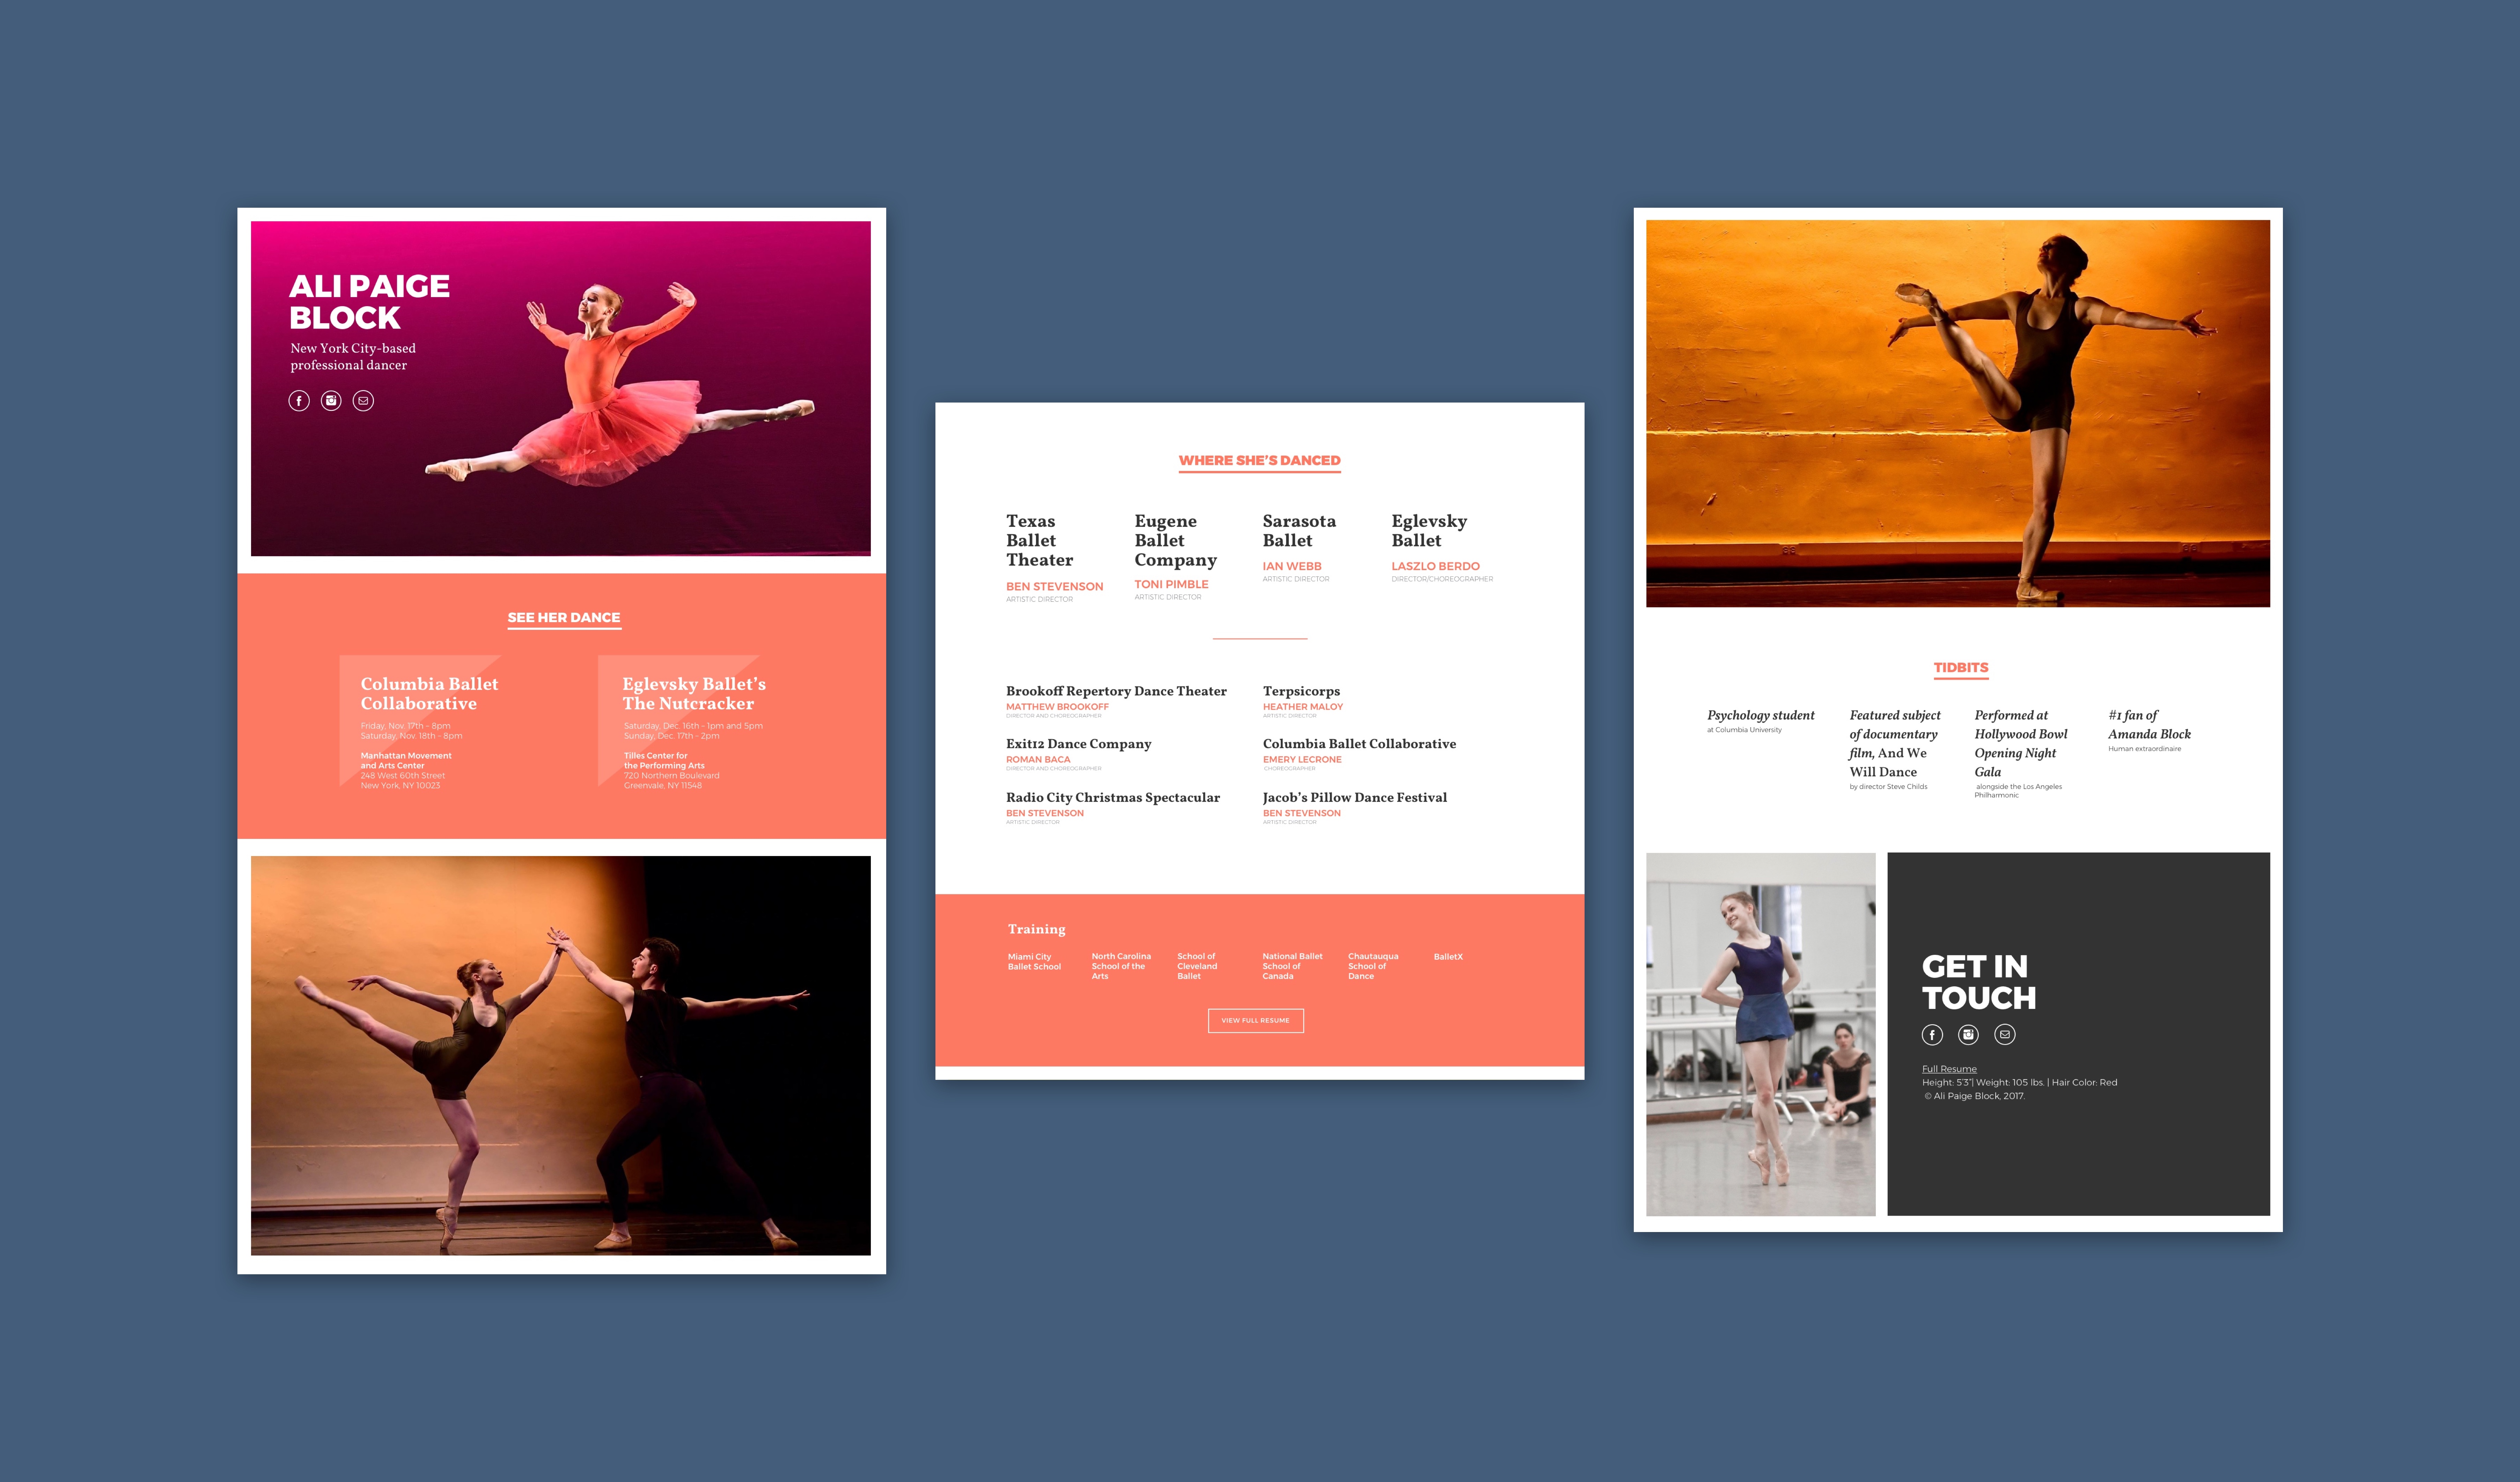 ALI PAIGE
BLOCK
New York City-based
professional dancer
SEE HER DANCE
Columbia Ballet
Collaborative
Friday, Nov. 17th – 8pm
Saturday, Nov. 18th – 8pm
Manhattan Movement
and Arts Center
248 West 60th Street
New York, NY 10023
Eglevsky Ballet’s
The Nutcracker
Saturday, Dec. 16th – 1pm and 5pm
Sunday, Dec. 17th – 2pm
Tilles Center for
the Performing Arts
720 Northern Boulevard
Greenvale, NY 11548
WHERE SHE’S DANCED
Texas
Ballet
Theater
BEN STEVENSON
ARTISTIC DIRECTOR
Eugene
Ballet
Company
TONI PIMBLE
ARTISTIC DIRECTOR
Sarasota
Ballet
IAN WEBB
ARTISTIC DIRECTOR
Eglevsky
Ballet
LASZLO BERDO
DIRECTOR/CHOREOGRAPHER
Brookoff Repertory Dance Theater
MATTHEW BROOKOFF
DIRECTOR AND CHOREOGRAPHER
Terpsicorps
HEATHER MALOY
ARTISTIC DIRECTOR
Exit12 Dance Company
ROMAN BACA
DIRECTOR AND CHOREOGRAPHER
Columbia Ballet Collaborative
EMERY LECRONE
CHOREOGRAPHER
Radio City Christmas Spectacular
BEN STEVENSON
ARTISTIC DIRECTOR
Jacob’s Pillow Dance Festival
BEN STEVENSON
ARTISTIC DIRECTOR
Training
Miami City
Ballet School
North Carolina
School of the
Arts
School of
Cleveland
Ballet
National Ballet
School of
Canada
Chautauqua
School of
Dance
BalletX
VIEW FULL RESUME
TIDBITS
Psychology student
at Columbia University
Featured subject
of documentary
film, And We
Will Dance
by director Steve Childs
Performed at
Hollywood Bowl
Opening Night
Gala
alongside the Los Angeles
Philharmonic
#1 fan of
Amanda Block
Human extraordinaire
GET IN
TOUCH
Full Resume
Height: 5’3”| Weight: 105 lbs. | Hair Color: Red
© Ali Paige Block, 2017.